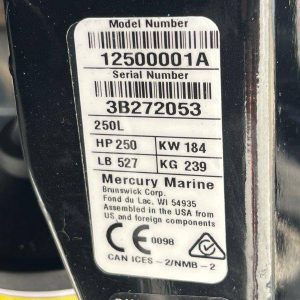 Model Number
12500001A
Serial Number
3B272053
250L
HP 250 KW 184
LB 527 KG 239
Mercury Marine
Brunswick Corp.
Fond du Lac, WI 54935
Assembled in the USA from
US and foreign components
CE 0098
CAN ICES - 2/NMB - 2